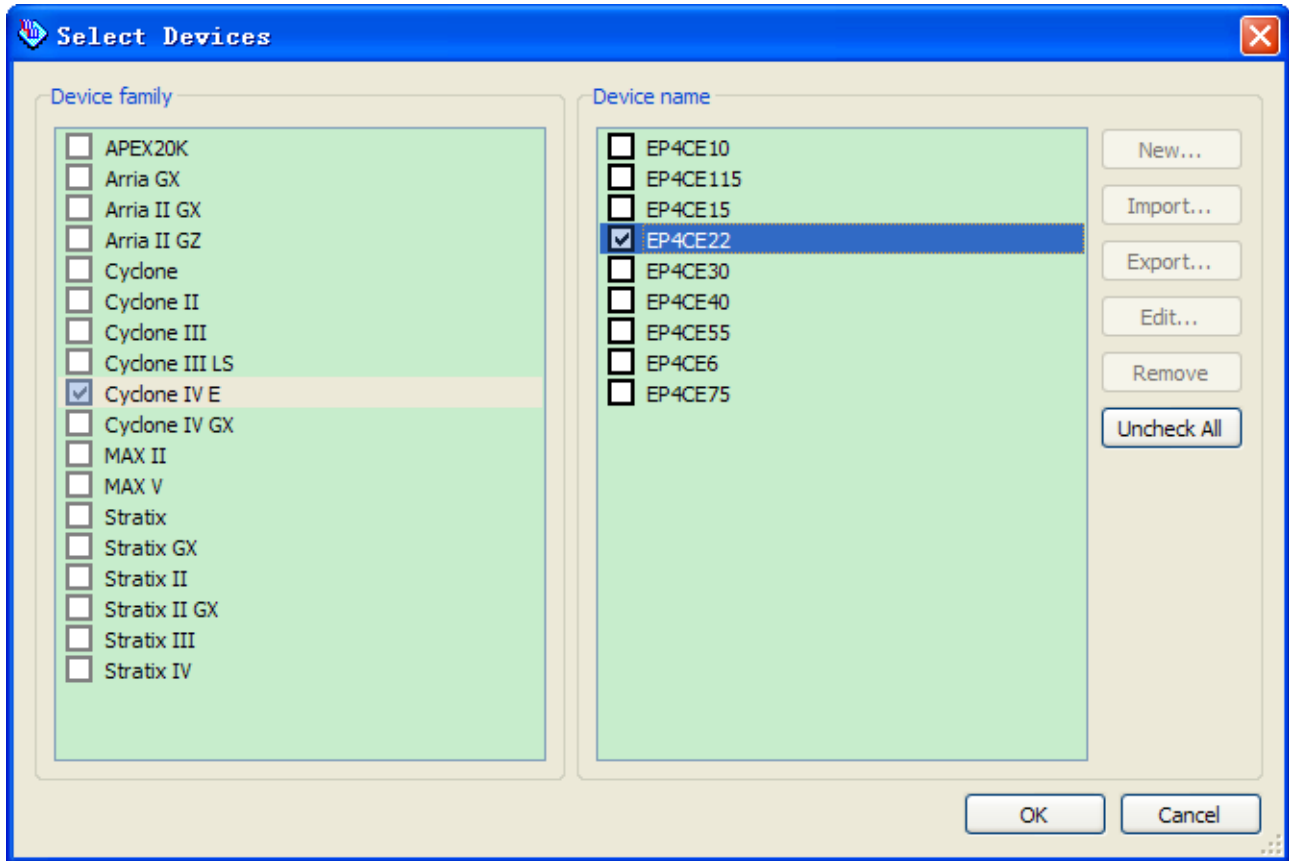 Select Devices
Device family
APEX20K
Arria GX
Arria II GX
Arria II GZ
Cyclone
Cyclone II
Cyclone III
Cyclone III LS
Cyclone IV E
Cyclone IV GX
MAX II
MAX V
Stratix
Stratix GX
Stratix II
Stratix II GX
Stratix III
Stratix IV
Device name
EP4CE10
EP4CE115
EP4CE15
EP4CE22
EP4CE30
EP4CE40
EP4CE55
EP4CE6
EP4CE75
New...
Import...
Export...
Edit...
Remove
Uncheck All
OK
Cancel